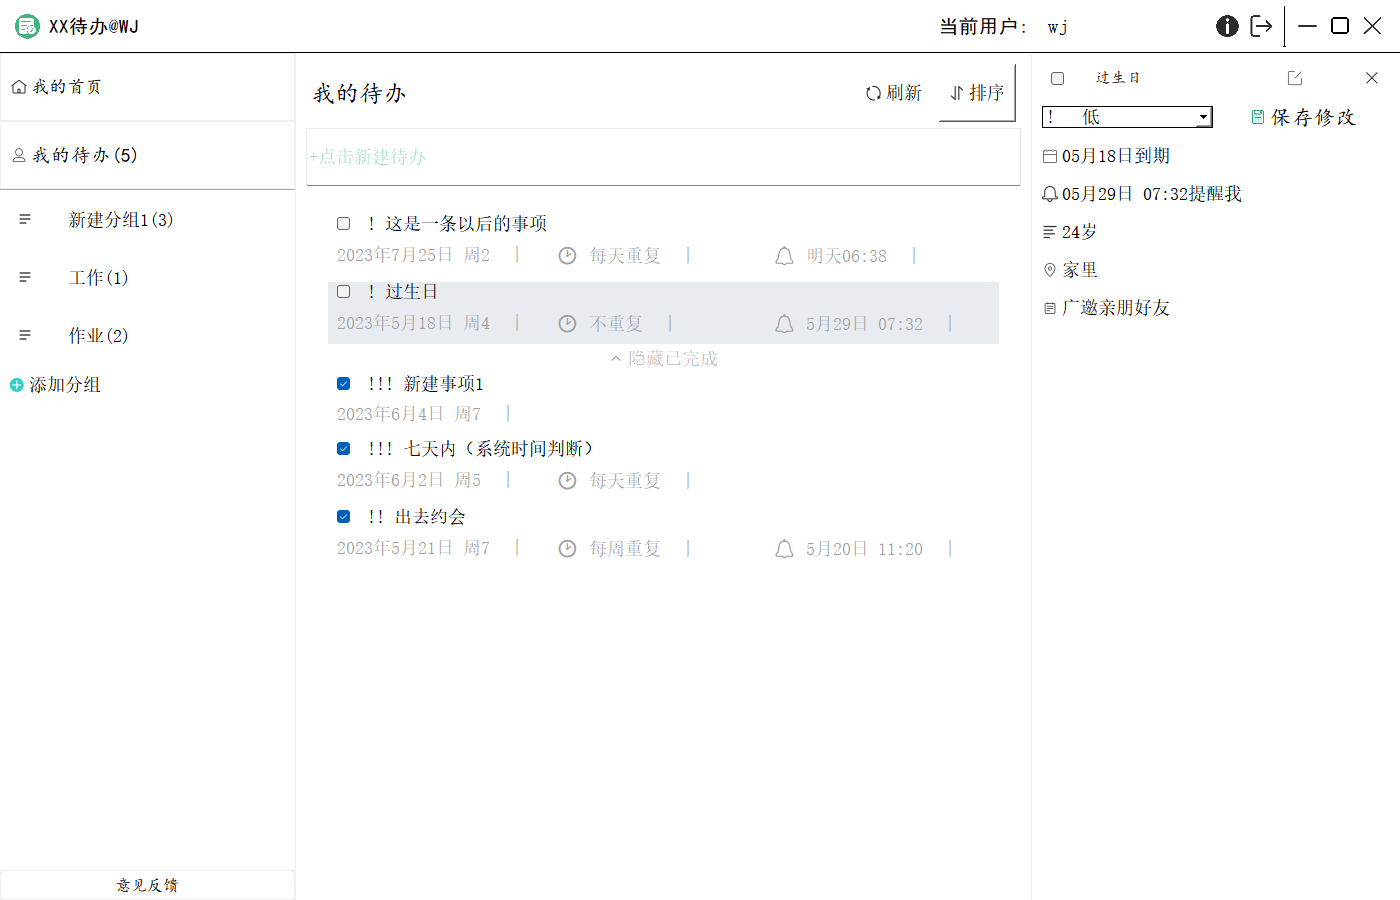 XX待办@WJ
当前用户: wj
我的首页
我的待办(5)
新建分组1(3)
工作(1)
作业(2)
添加分组
意见反馈
我的待办
刷新
排序
+点击新建待办
! 这是一条以后的事项
2023年7月25日 周2 | 每天重复 | 明天06:38 |
! 过生日
2023年5月18日 周4 | 不重复 | 5月29日 07:32 |
隐藏已完成
!!! 新建事项1
2023年6月4日 周7 |
!!! 七天内（系统时间判断）
2023年6月2日 周5 | 每天重复 |
!! 出去约会
2023年5月21日 周7 | 每周重复 | 5月20日 11:20 |
过生日
! 低
保存修改
05月18日到期
05月29日 07:32提醒我
24岁
家里
广邀亲朋好友